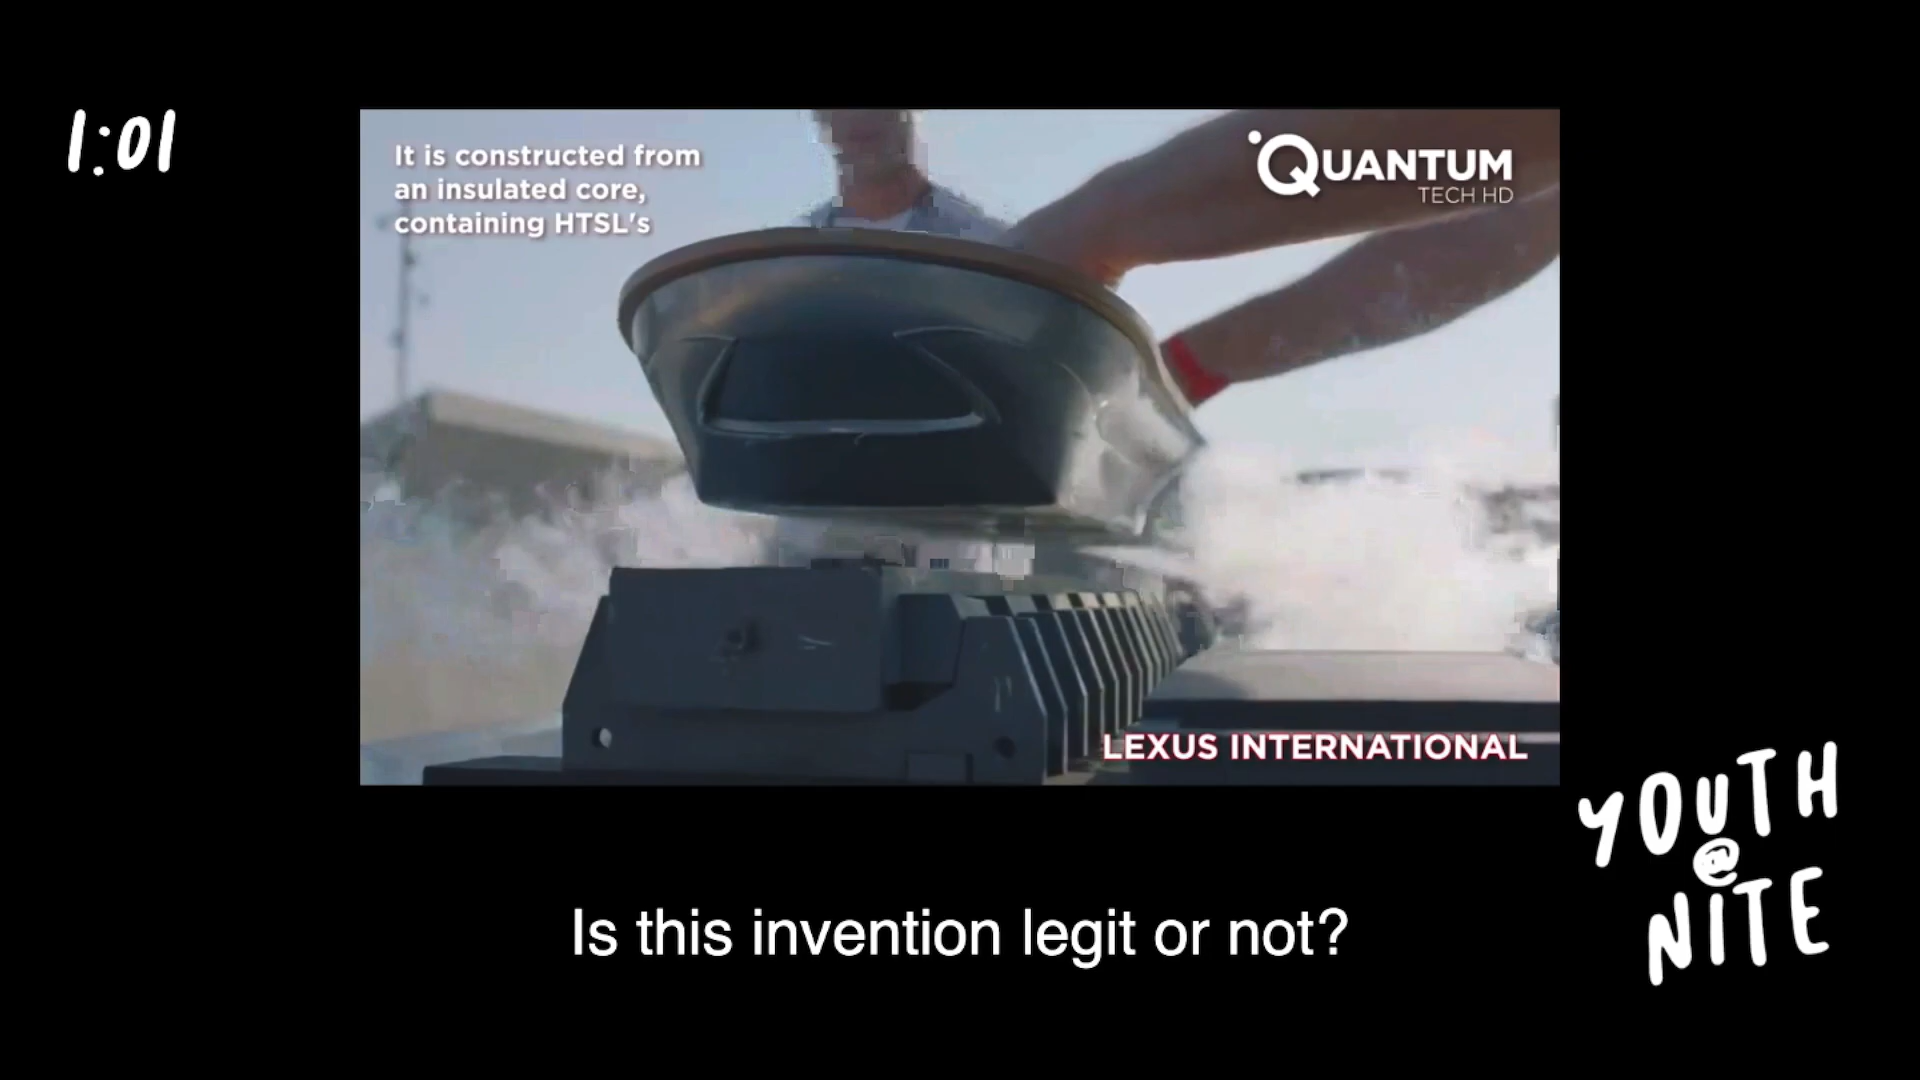 1:01
It is constructed from
an insulated core,
containing HTSL's
QUANTUM
TECH HD
LEXUS INTERNATIONAL
YOUTH
@
NITE
Is this invention legit or not?